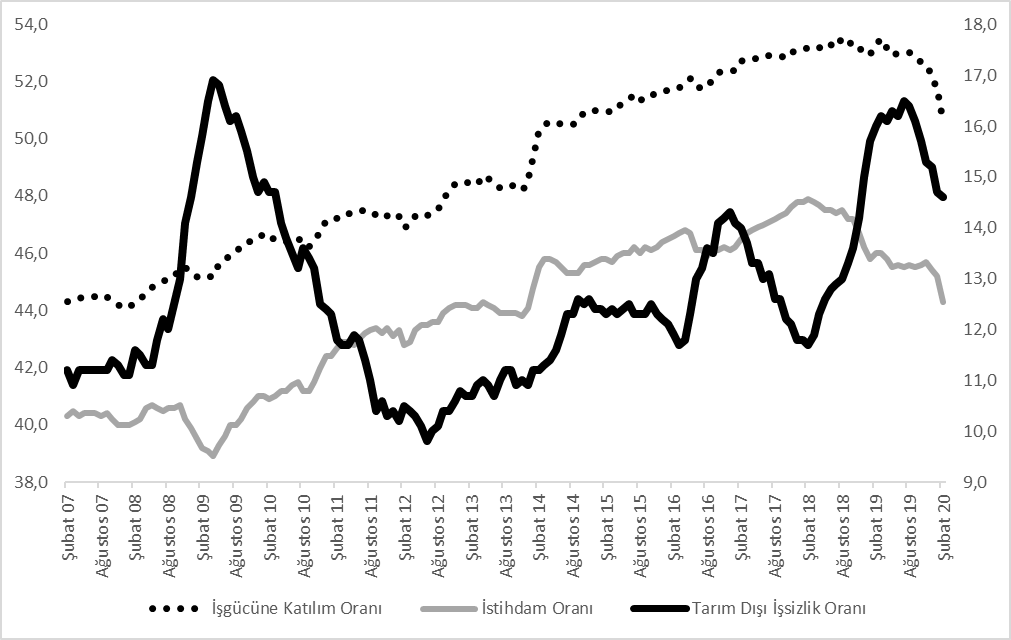 54,0
52,0
50,0
48,0
46,0
44,0
42,0
40,0
38,0
18,0
17,0
16,0
15,0
14,0
13,0
12,0
11,0
10,0
9,0
Şubat 07
Ağustos 07
Şubat 08
Ağustos 08
Şubat 09
Ağustos 09
Şubat 10
Ağustos 10
Şubat 11
Ağustos 11
Şubat 12
Ağustos 12
Şubat 13
Ağustos 13
Şubat 14
Ağustos 14
Şubat 15
Ağustos 15
Şubat 16
Ağustos 16
Şubat 17
Ağustos 17
Şubat 18
Ağustos 18
Şubat 19
Ağustos 19
Şubat 20
İşgücüne Katılım Oranı
İstihdam Oranı
Tarım Dışı İşsizlik Oranı